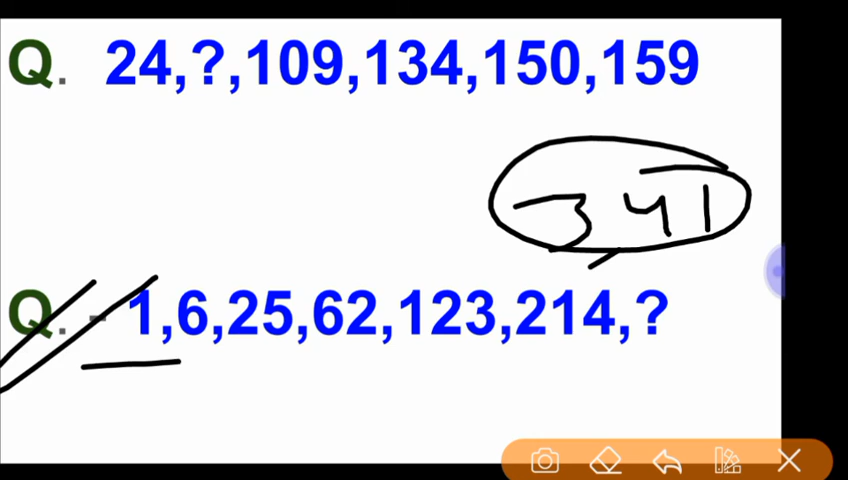 Q. 24,?,109,134,150,159
341
Q. - 1,6,25,62,123,214,?